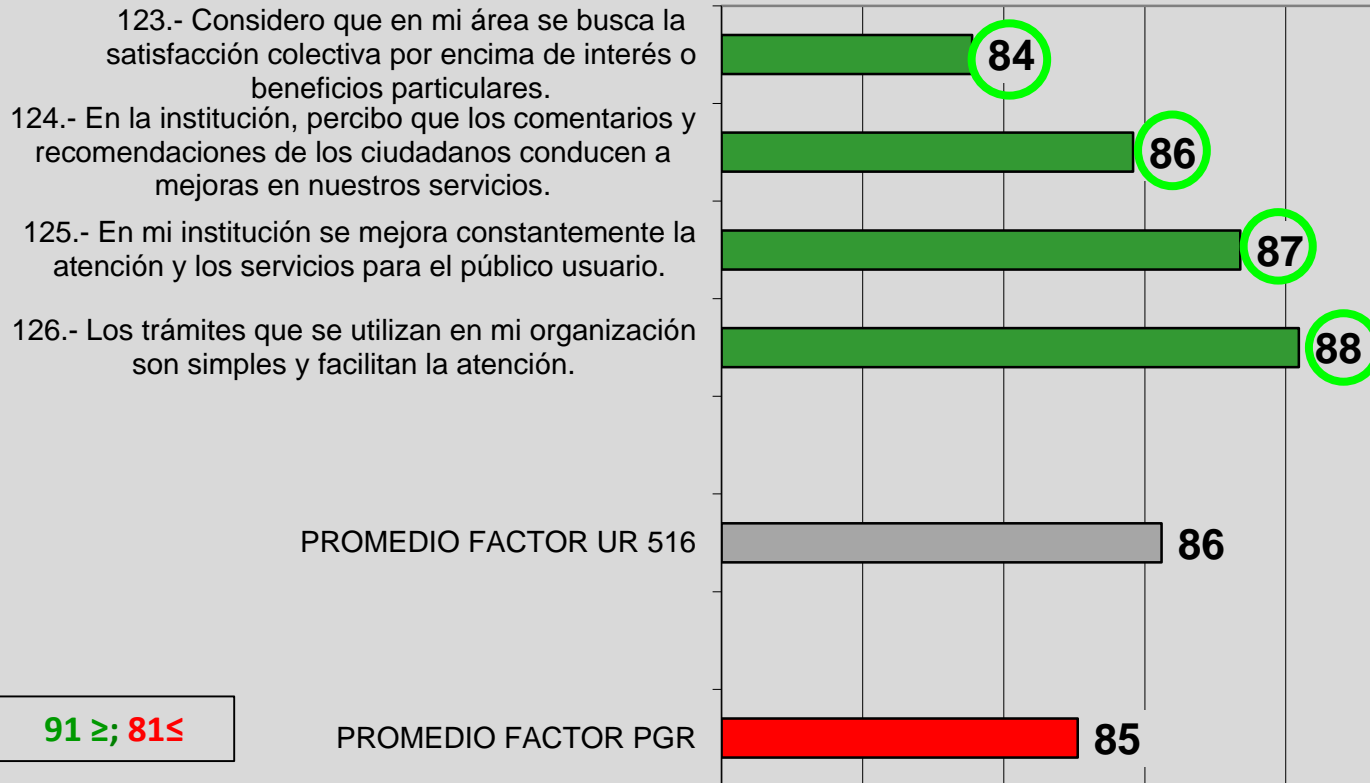 123.- Considero que en mi área se busca la
satisfacción colectiva por encima de interés o
beneficios particulares.
84
124.- En la institución, percibo que los comentarios y
recomendaciones de los ciudadanos conducen a
mejoras en nuestros servicios.
86
125.- En mi institución se mejora constantemente la
atención y los servicios para el público usuario.
87
126.- Los trámites que se utilizan en mi organización
son simples y facilitan la atención.
88
PROMEDIO FACTOR UR 516
86
91 ≥; 81≤
PROMEDIO FACTOR PGR
85